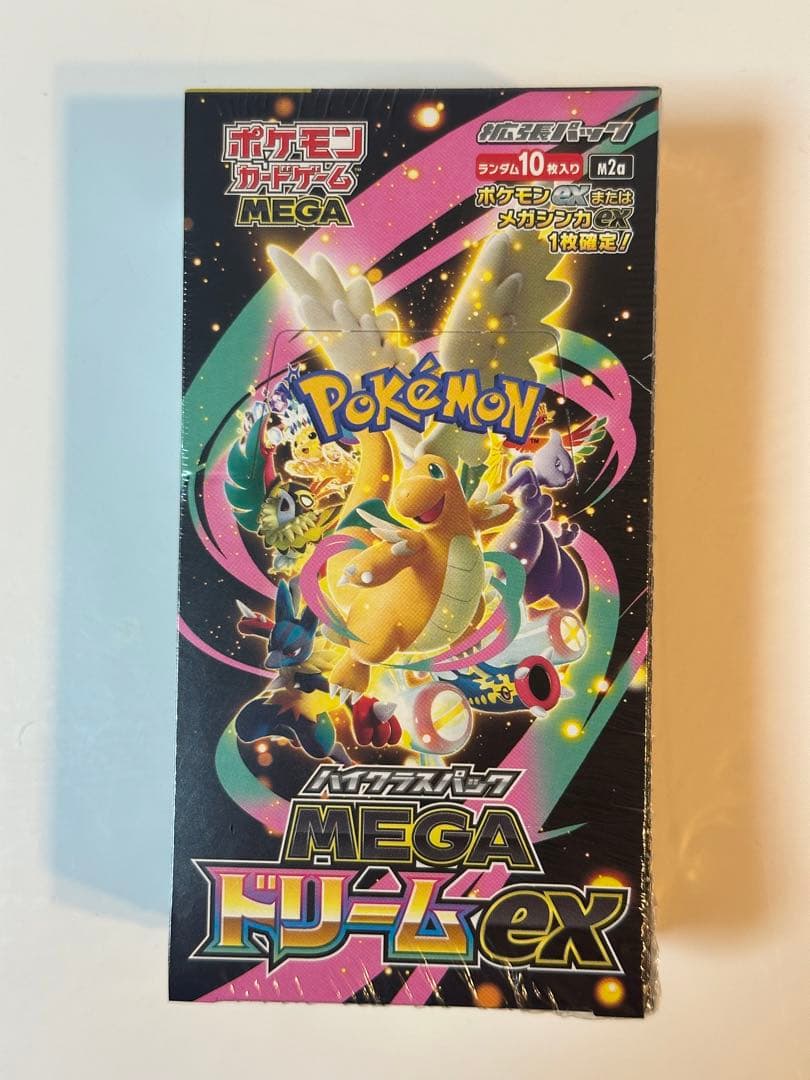 ポケモン
カードゲーム™
MEGA
拡張パック
ランダム10枚入り M2a
ポケモンexまたは
メガシンカex
1枚確定!
POKéMON™
ハイクラスパック
MEGA
ドリームex